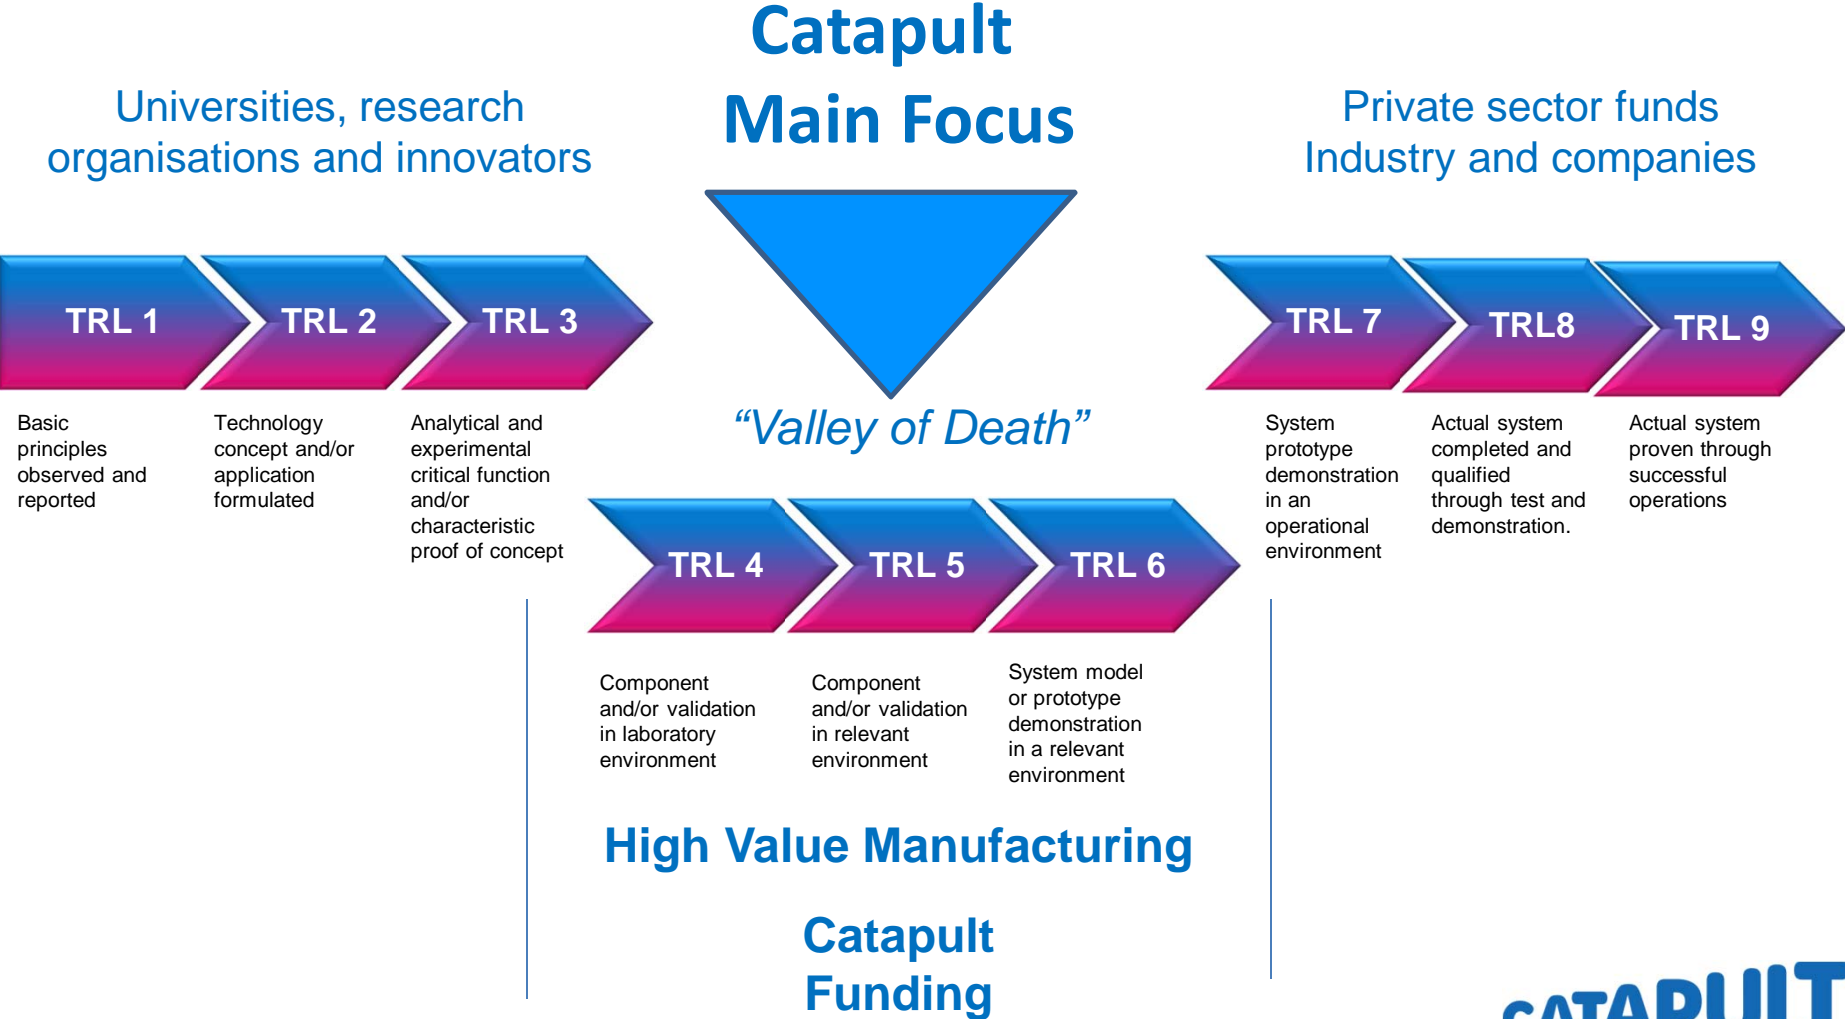 Catapult
Main Focus
Universities, research
organisations and innovators
Private sector funds
Industry and companies
TRL 1
TRL 2
TRL 3
TRL 7
TRL8
TRL 9
Basic
principles
observed and
reported
Technology
concept and/or
application
formulated
Analytical and
experimental
critical function
and/or
characteristic
proof of concept
“Valley of Death”
System
prototype
demonstration
in an
operational
environment
Actual system
completed and
qualified
through test and
demonstration.
Actual system
proven through
successful
operations
TRL 4
TRL 5
TRL 6
Component
and/or validation
in laboratory
environment
Component
and/or validation
in relevant
environment
System model
or prototype
demonstration
in a relevant
environment
High Value Manufacturing
Catapult
Funding
CATAPULT